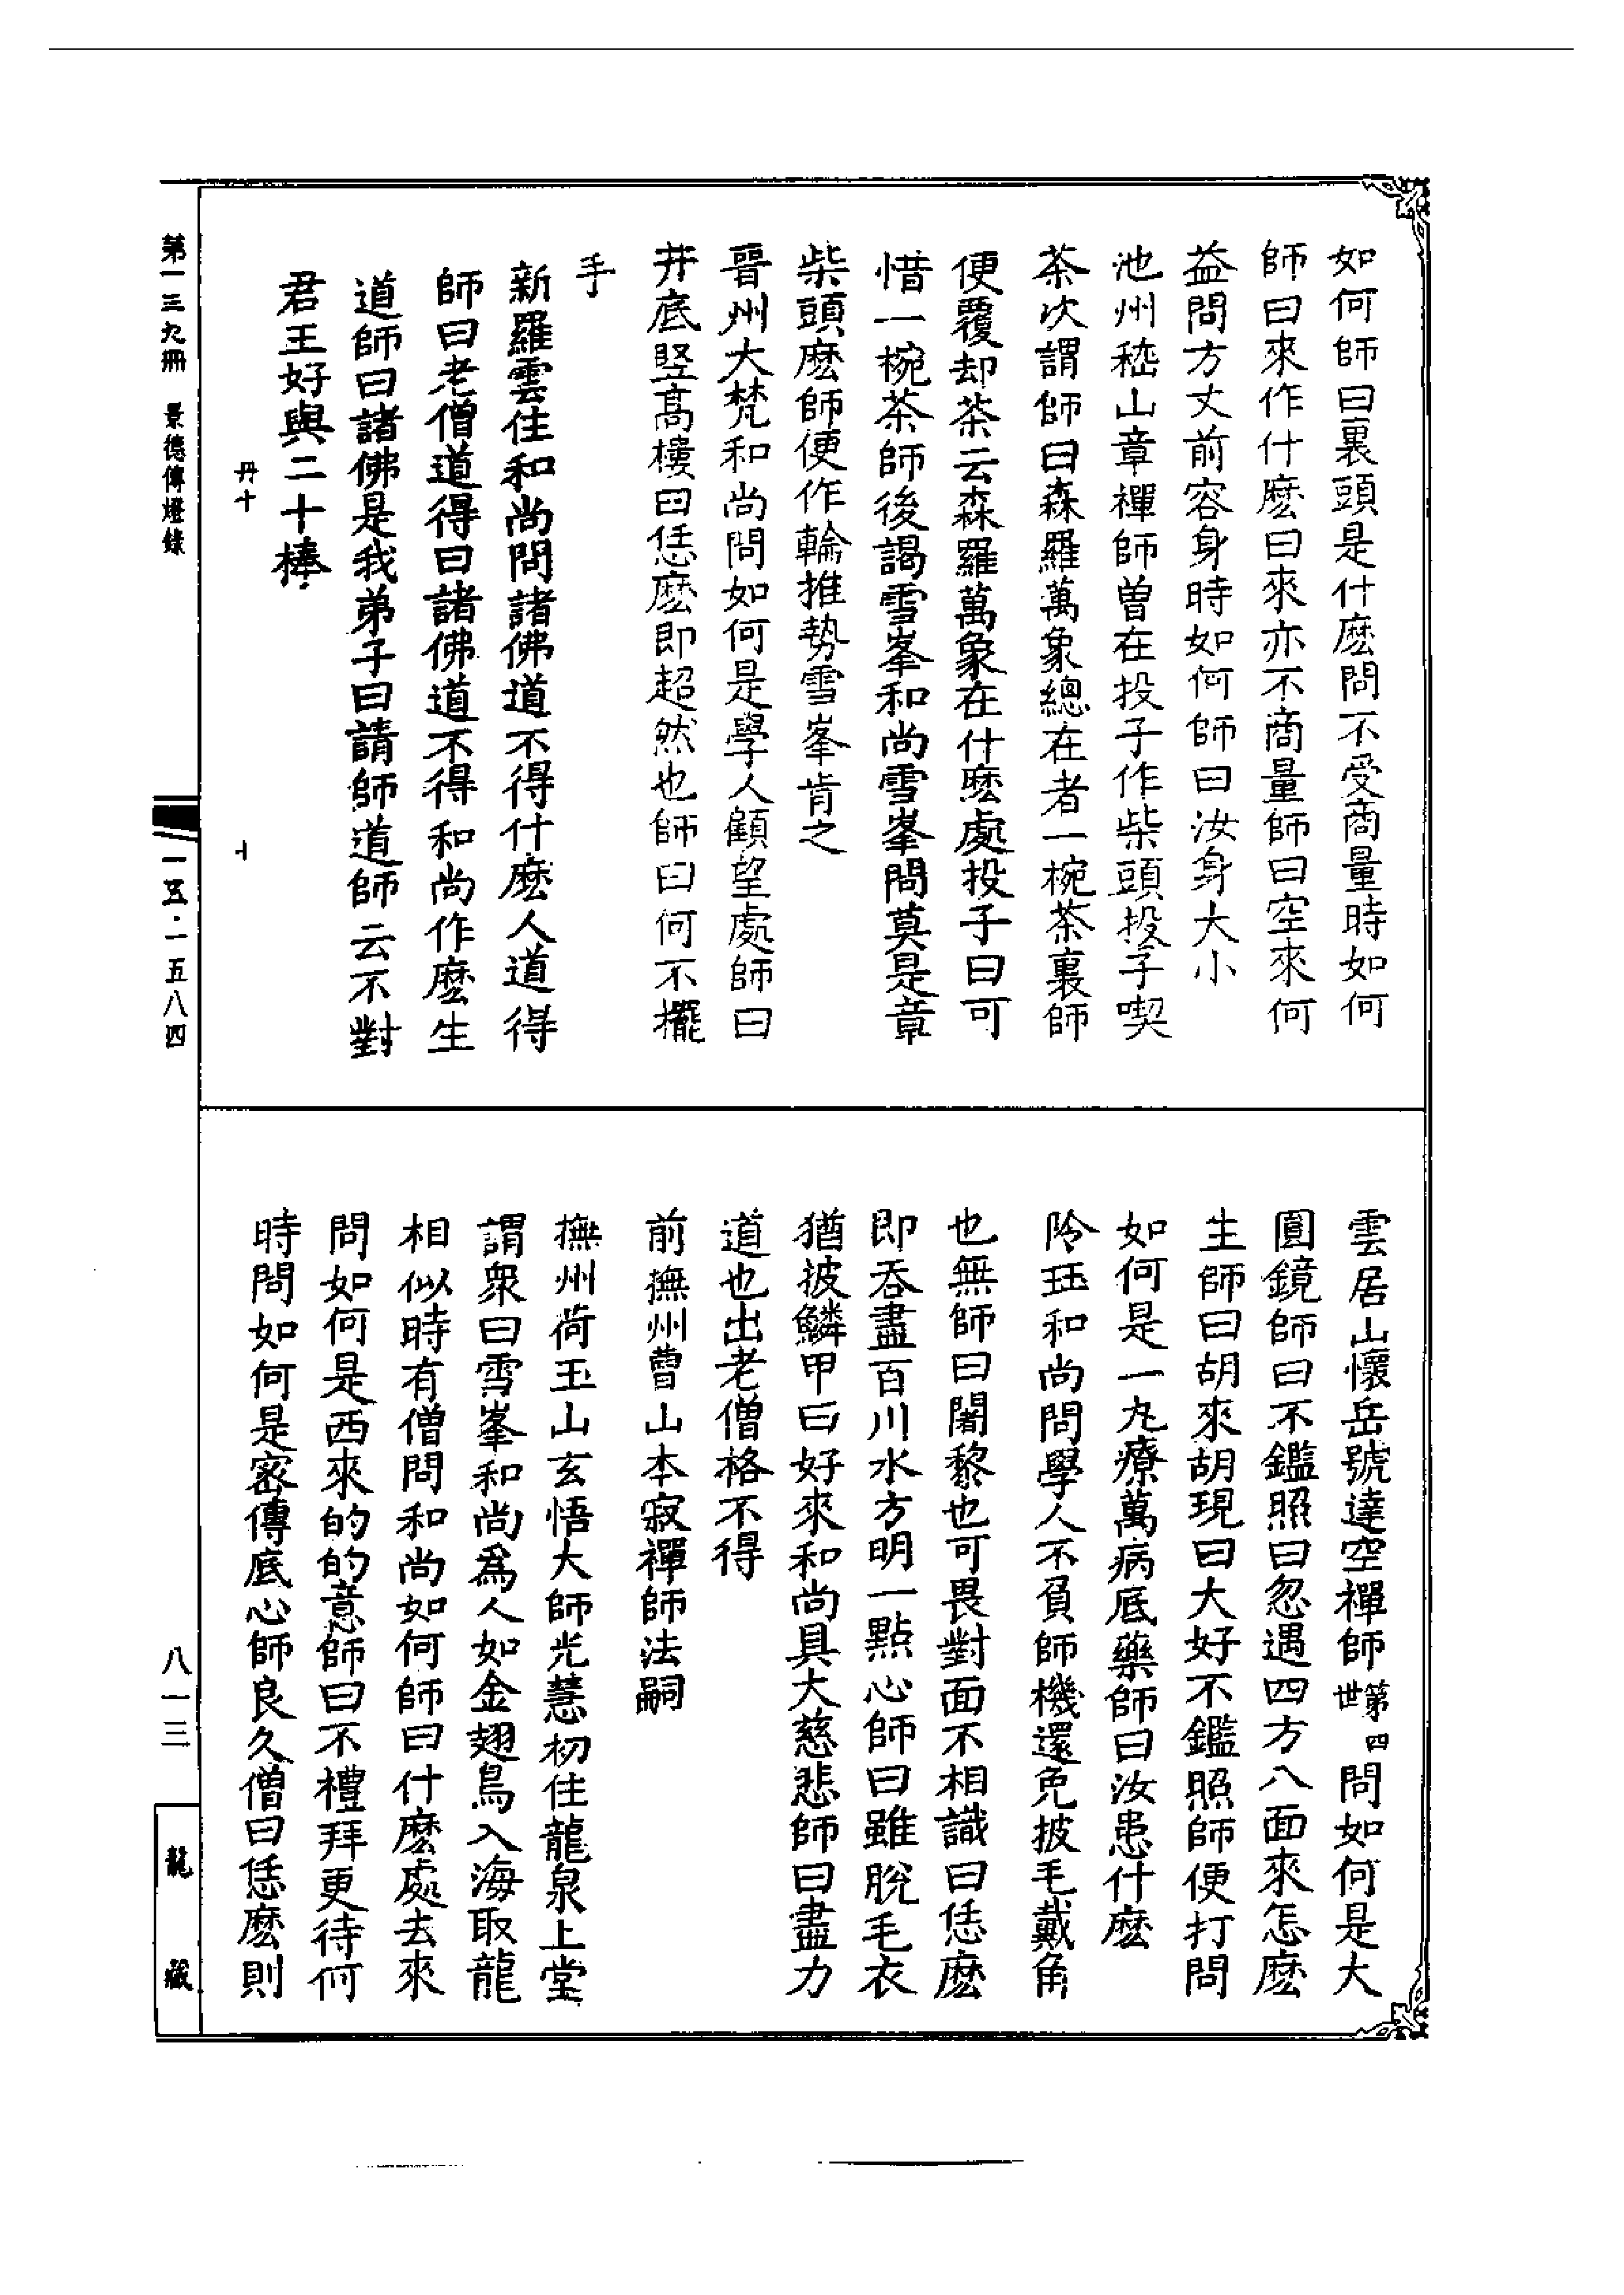 如何師曰裏頭是什麽問不受商量時如何
師曰來作什麽曰來亦不商量師曰空來何
益問方丈前容身時如何師曰汝身大小
池州嵇山章禪師曾在投子作柴頭投子喫
茶次謂師曰森羅萬象總在者一椀茶裏師
便覆却茶云森羅萬象在什麽處投子曰可
惜一椀茶師後謁雪峯和尚雪峯問莫是章
柴頭麽師便作輪推勢雪峯肯之
晉州大梵和尚問如何是學人顧望處師曰
井底竪高樓曰恁麽即超然也師曰何不擺
手
新羅雲住和尚問諸佛道不得什麽人道得
師曰老僧道得曰諸佛道不得和尚作麽生
道師曰諸佛是我弟子曰請師道師云不對
君王好與二十棒
冊十
十
雲居山懷岳號達空禪師第四世問如何是大
圓鏡師曰不鑑照曰忽遇四方八面來怎麽
生師曰胡來胡現曰大好不鑑照師便打問
如何是一丸療萬病底藥師曰汝患什麽
阾珏和尚問學人不負師機還免披毛戴角
也無師曰闍黎也可畏對面不相識曰恁麽
即吞盡百川水方明一點心師曰雖脫毛衣
猶披鱗甲曰好來和尚具大慈悲師曰盡力
道也出老僧格不得
前撫州曹山本寂禪師法嗣
撫州荷玉山玄悟大師光慧初住龍泉上堂
謂衆曰雪峯和尚爲人如金翅鳥入海取龍
相似時有僧問和尚如何師曰什麽處去來
問如何是西來的的意師曰不禮拜更待何
時問如何是密傳底心師良久僧曰恁麽則
第一三九冊 景德傳燈錄
一五·一五八四
八一三
龍藏